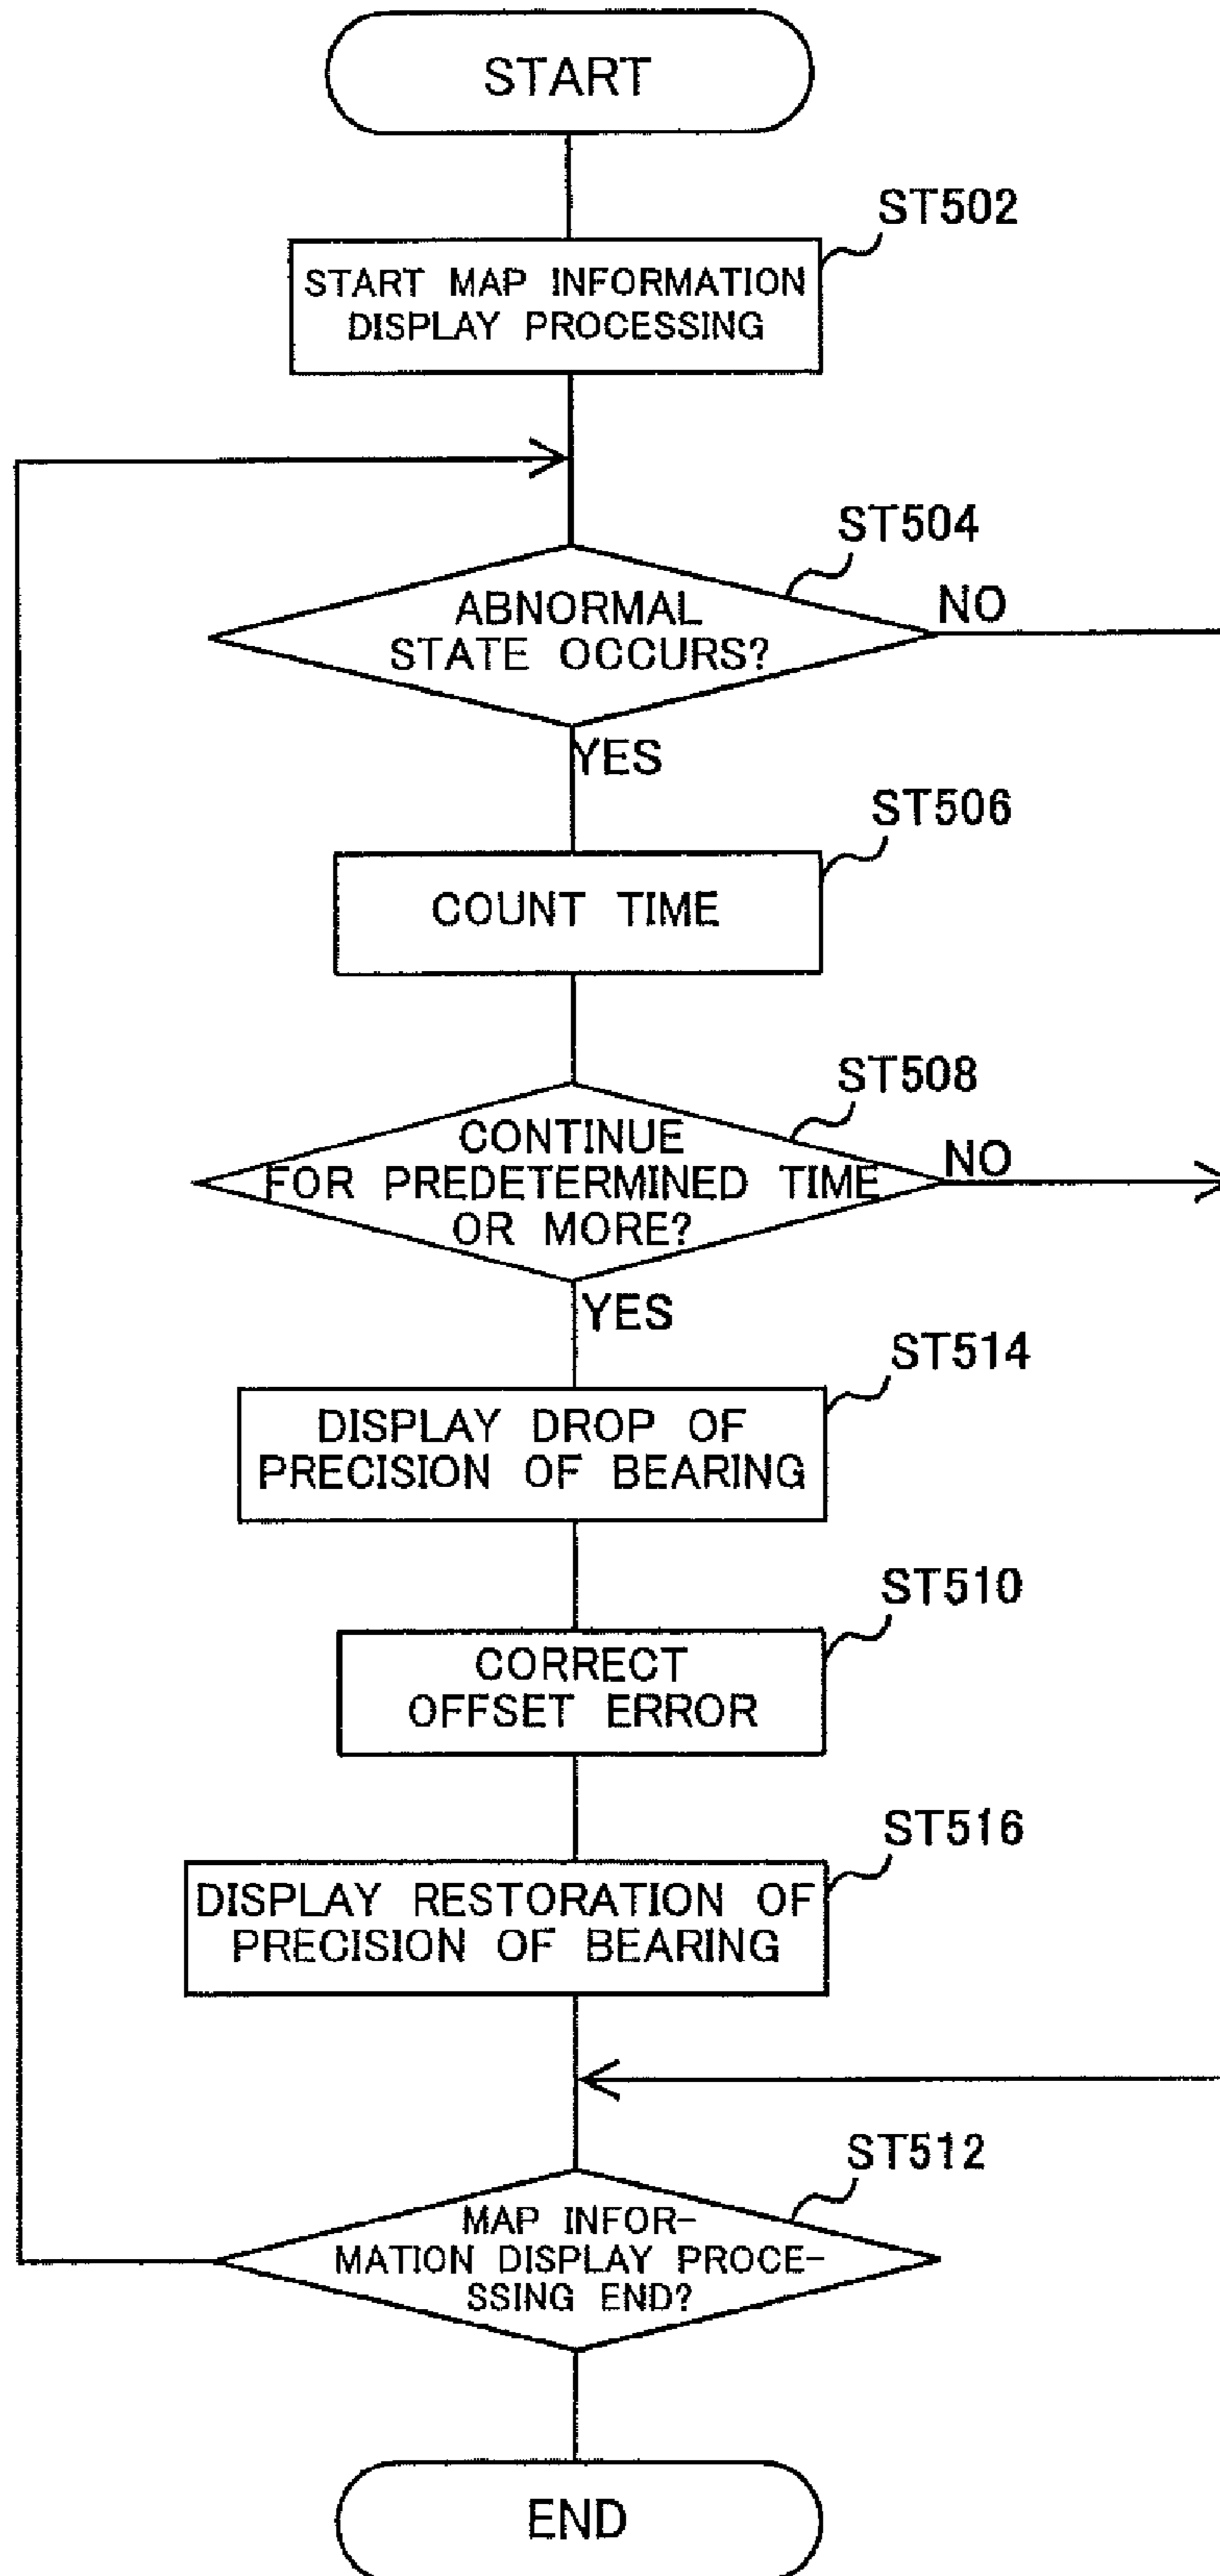 START
ST502
START MAP INFORMATION
DISPLAY PROCESSING
ST504
ABNORMAL
STATE OCCURS?
NO
YES
ST506
COUNT TIME
ST508
CONTINUE
FOR PREDETERMINED TIME
OR MORE?
NO
YES
ST514
DISPLAY DROP OF
PRECISION OF BEARING
ST510
CORRECT
OFFSET ERROR
ST516
DISPLAY RESTORATION OF
PRECISION OF BEARING
ST512
MAP INFOR-
MATION DISPLAY PROCE-
SSING END?
END